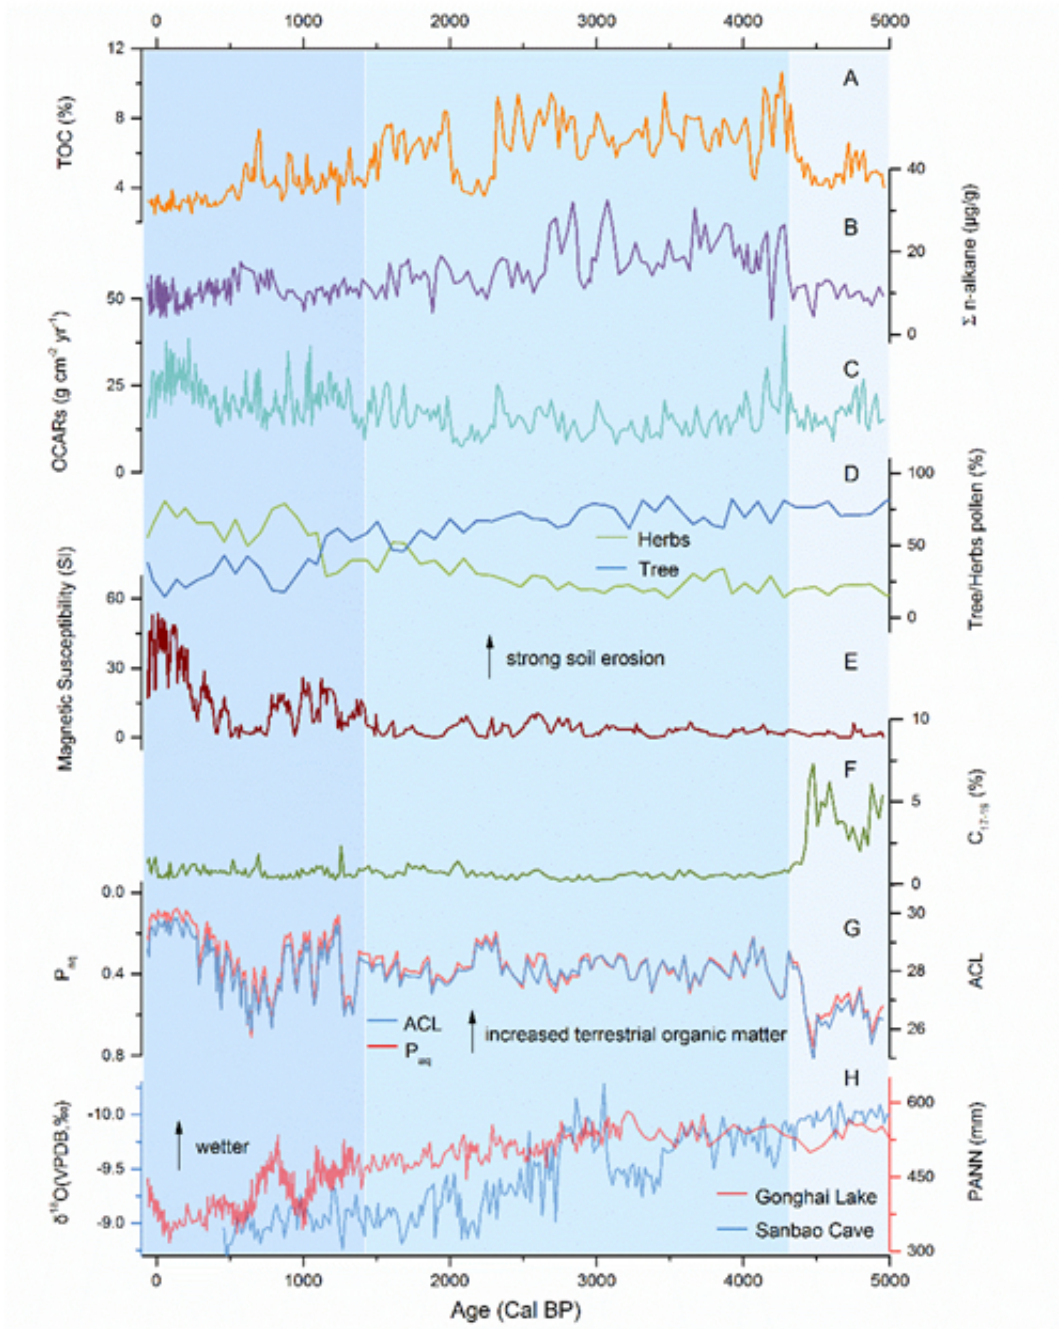 0 1000 2000 3000 4000 5000
12
8
4
TOC (%)
A
40
20
0
Σ n-alkane (μg/g)
B
50
25
0
OCARs (g cm⁻² yr⁻¹)
C
100
50
0
Tree/Herbs pollen (%)
D
Herbs
Tree
60
30
0
Magnetic Susceptibility (SI)
strong soil erosion
E
10
5
0
F
0.0
0.4
0.8
P aq
30
28
26
ACL
G
ACL
P aq
increased terrestrial organic matter
H
-10.0
-9.5
-9.0
δ¹⁸O(VPDB,‰)
wetter
600
450
300
PANN (mm)
Gonghai Lake
Sanbao Cave
0 1000 2000 3000 4000 5000
Age (Cal BP)